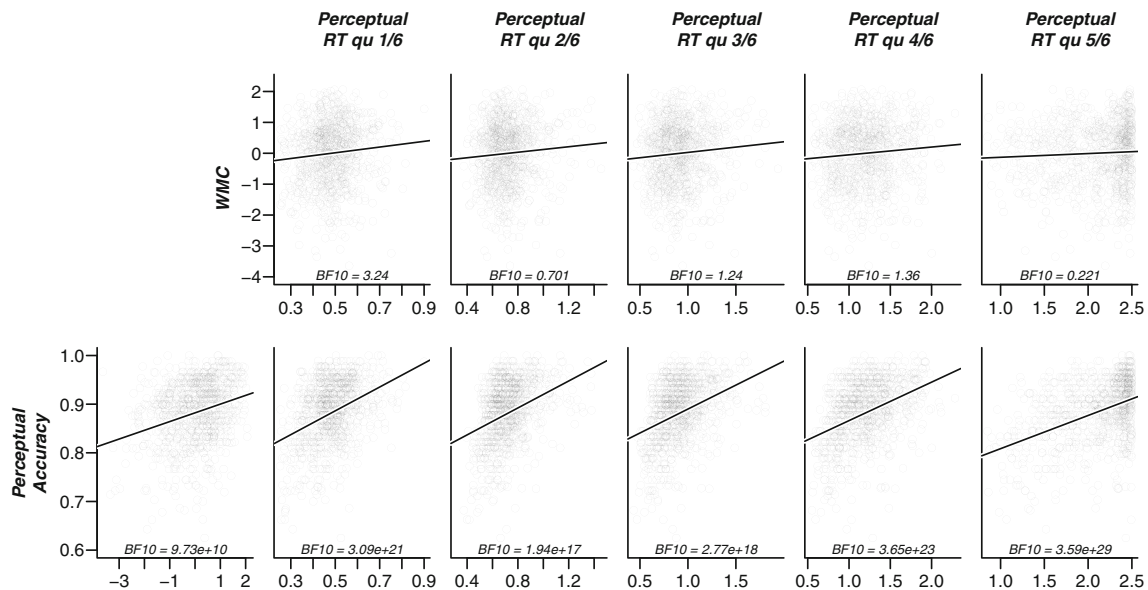 Perceptual RT qu 1/6
Perceptual RT qu 2/6
Perceptual RT qu 3/6
Perceptual RT qu 4/6
Perceptual RT qu 5/6
WMC
2
1
0
−1
−2
−3
−4
BF10 = 3.24
BF10 = 0.701
BF10 = 1.24
BF10 = 1.36
BF10 = 0.221
0.3 0.5 0.7 0.9
0.4 0.8 1.2
0.5 1.0 1.5
0.5 1.0 1.5 2.0
1.0 1.5 2.0 2.5
Perceptual
Accuracy
1.0
0.9
0.8
0.7
0.6
BF10 = 9.73e+10
BF10 = 3.09e+21
BF10 = 1.94e+17
BF10 = 2.77e+18
BF10 = 3.65e+23
BF10 = 3.59e+29
−3 −1 1 2
0.3 0.5 0.7 0.9
0.4 0.8 1.2
0.5 1.0 1.5
0.5 1.0 1.5 2.0
1.0 1.5 2.0 2.5